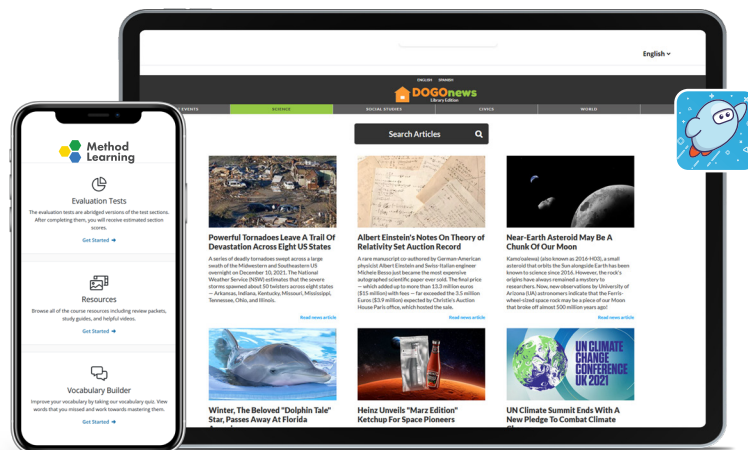 Method
Learning
Evaluation Tests
The evaluation tests are abridged versions of the test sections.
After completing them, you will receive estimated section
scores.
Get Started →
Resources
Browse all of the course resources including review packets,
study guides, and helpful videos.
Get Started →
Vocabulary Builder
Improve your vocabulary by taking our vocabulary quiz. View
words that you missed and work towards mastering them.
Get Started →
English
ENGLISH SPANISH
DOGOnews
Library Edition
EVENTS SCIENCE SOCIAL STUDIES CIVICS WORLD
Search Articles
Powerful Tornadoes Leave A Trail Of
Devastation Across Eight US States
A series of deadly tornadoes swept across a large
swath of the Midwestern and Southeastern US
overnight on December 10, 2021. The National
Weather Service (NWS) estimates that the severe
storms spawned about 50 twisters across eight states
— Arkansas, Indiana, Kentucky, Missouri, Mississippi,
Tennessee, Ohio, and Illinois.
Read news article
Albert Einstein's Notes On Theory of
Relativity Set Auction Record
A rare manuscript co-authored by German-American
physicist Albert Einstein and Swiss-Italian engineer
Michele Besso just became the most expensive
autographed scientific paper ever sold. The final price
— which added up to more than 13.3 million euros
($15 million) with fees — far exceeded the 3.5 million
Euros ($3.9 million) expected by Christie's Auction
House Paris office, which hosted the sale.
Read news article
Near-Earth Asteroid May Be A
Chunk Of Our Moon
(also known as 2016-HO3), a small
asteroid that orbits the Sun alongside Earth has been
known to science since 2016. However, the rock's
origins have always remained a mystery to
researchers. Now, new observations by University of
Arizona (UA) astronomers indicate that the Ferris-
wheel-sized space rock may be a piece of our Moon
that broke off almost 500 million years ago!
Read news article
Winter, The Beloved "Dolphin Tale"
Star, Passes Away At Florida
Heinz Unveils "Marz Edition"
Ketchup For Space Pioneers
UN CLIMATE
CHANGE
CONFERENCE
UK 2021
UN Climate Summit Ends With A
New Pledge To Combat Climate